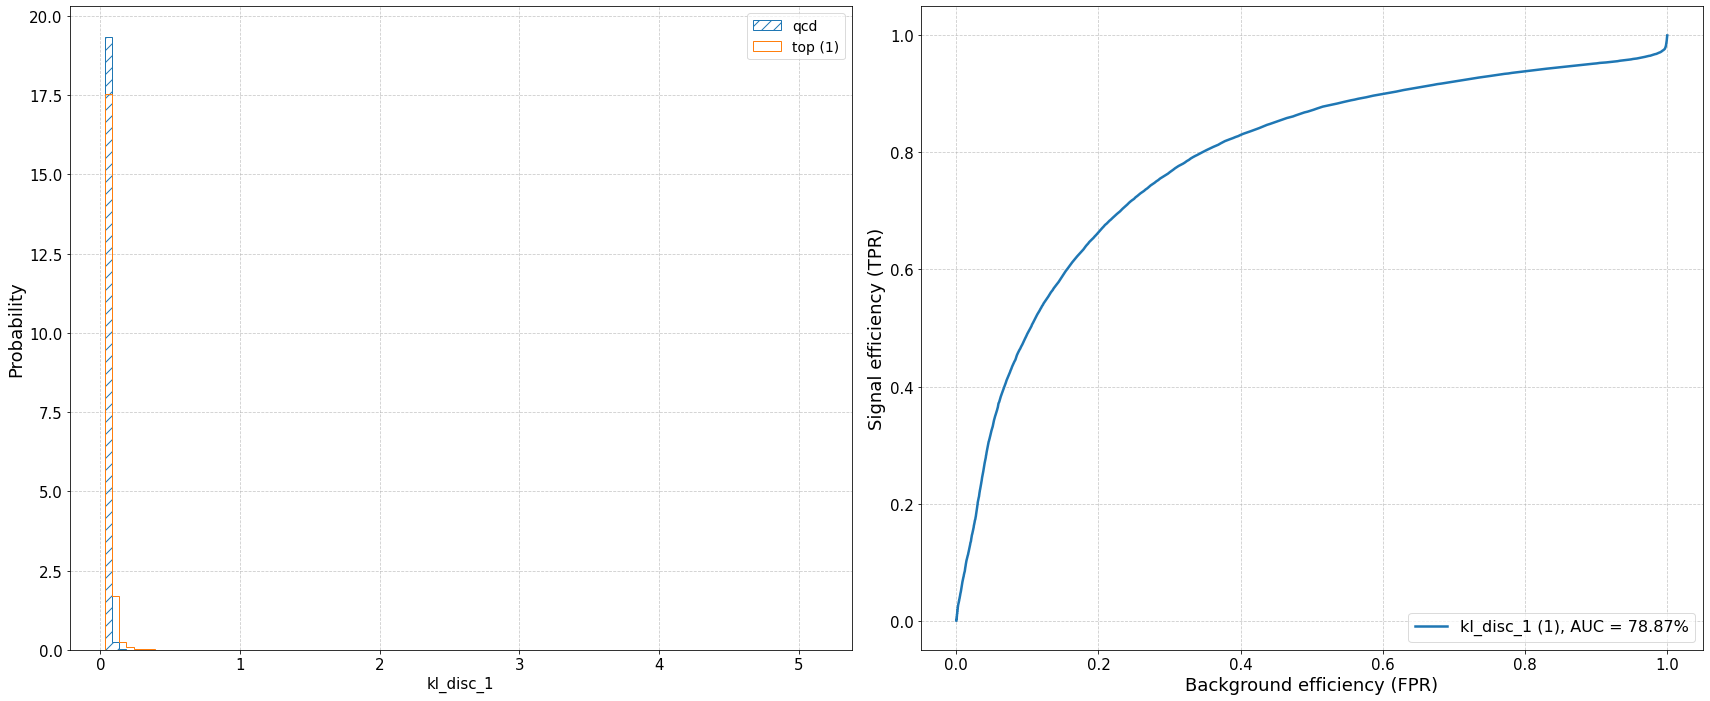 20.0
17.5
15.0
12.5
10.0
7.5
5.0
2.5
0.0
Probability
0 1 2 3 4 5
kl_disc_1
qcd
top (1)
1.0
0.8
0.6
0.4
0.2
0.0
Signal efficiency (TPR)
0.0 0.2 0.4 0.6 0.8 1.0
Background efficiency (FPR)
kl_disc_1 (1), AUC = 78.87%